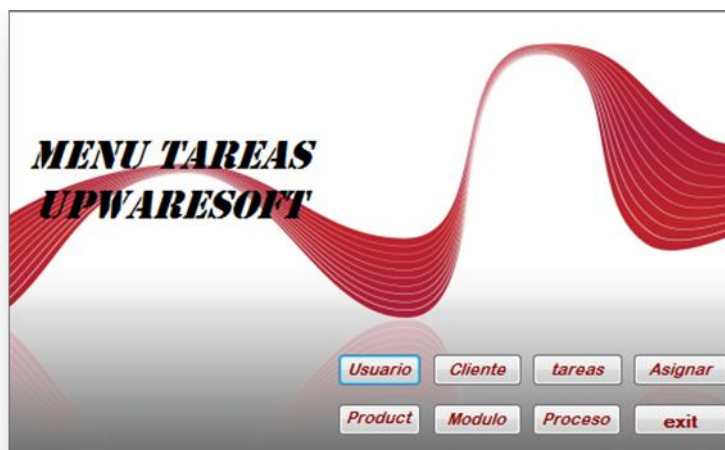 MENU TAREAS
UPWARESOFT
Usuario Cliente tareas Asignar
Product Modulo Proceso exit